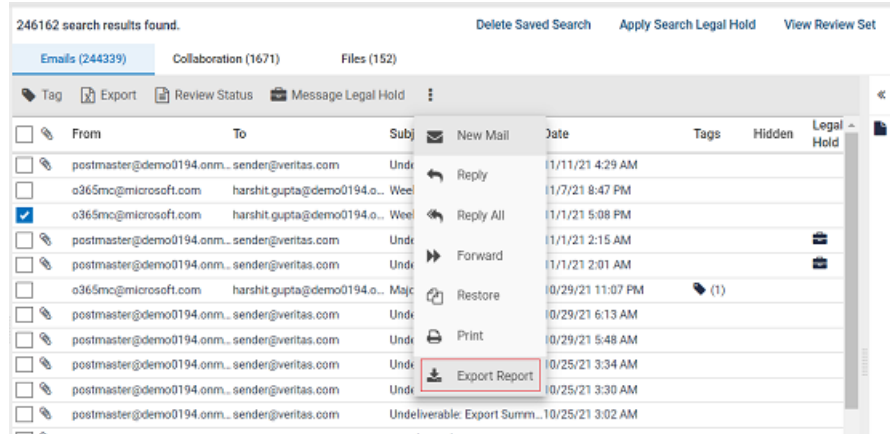 246162 search results found. Delete Saved Search Apply Search Legal Hold View Review Set
Emails (244339) Collaboration (1671) Files (152)
Tag Export Review Status Message Legal Hold
From To Subj Date Tags Hidden Legal Hold
postmaster@demo0194.onm... sender@veritas.com Unde 11/11/21 4:29 AM
o365mc@microsoft.com harshit.gupta@demo0194.o... Weel 11/7/21 8:47 PM
o365mc@microsoft.com harshit.gupta@demo0194.o... Weel 11/1/21 5:08 PM
postmaster@demo0194.onm... sender@veritas.com Unde 11/1/21 2:15 AM
postmaster@demo0194.onm... sender@veritas.com Unde 11/1/21 2:01 AM
o365mc@microsoft.com harshit.gupta@demo0194.o... Majo 10/29/21 11:07 PM (1)
postmaster@demo0194.onm... sender@veritas.com Unde 10/29/21 6:13 AM
postmaster@demo0194.onm... sender@veritas.com Unde 10/29/21 5:48 AM
postmaster@demo0194.onm... sender@veritas.com Unde 10/25/21 3:34 AM
postmaster@demo0194.onm... sender@veritas.com Unde 10/25/21 3:30 AM
postmaster@demo0194.onm... sender@veritas.com Undeliverable: Export Summ... 10/25/21 3:02 AM
New Mail
Reply
Reply All
Forward
Restore
Print
Export Report